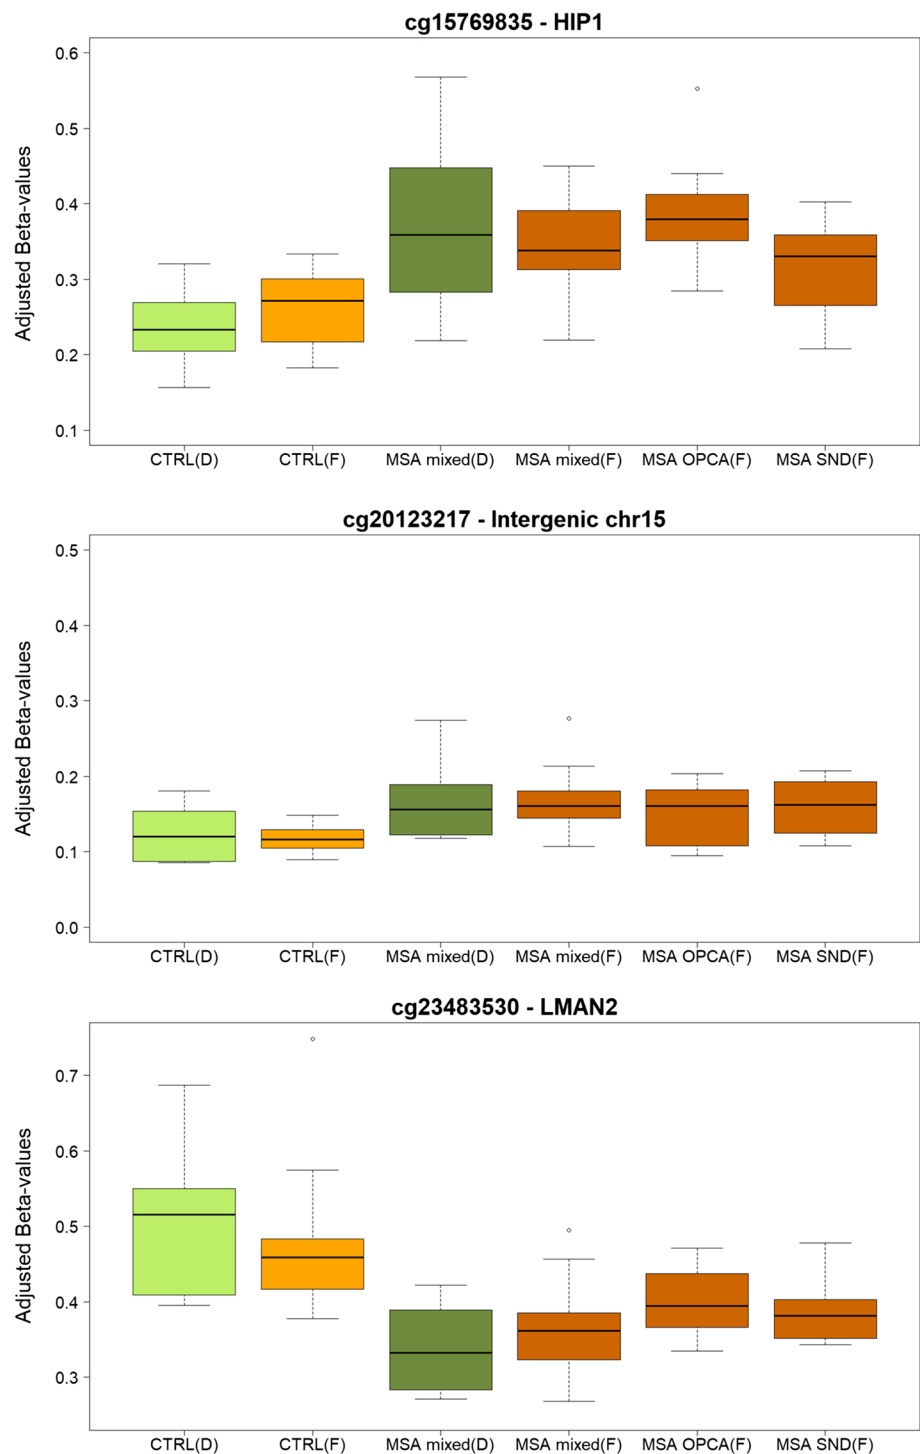 cg15769835 - HIP1
Adjusted Beta-values
0.6
0.5
0.4
0.3
0.2
0.1
CTRL(D) CTRL(F) MSA mixed(D) MSA mixed(F) MSA OPCA(F) MSA SND(F)
cg20123217 - Intergenic chr15
Adjusted Beta-values
0.5
0.4
0.3
0.2
0.1
0.0
CTRL(D) CTRL(F) MSA mixed(D) MSA mixed(F) MSA OPCA(F) MSA SND(F)
cg23483530 - LMAN2
Adjusted Beta-values
0.7
0.6
0.5
0.4
0.3
CTRL(D) CTRL(F) MSA mixed(D) MSA mixed(F) MSA OPCA(F) MSA SND(F)